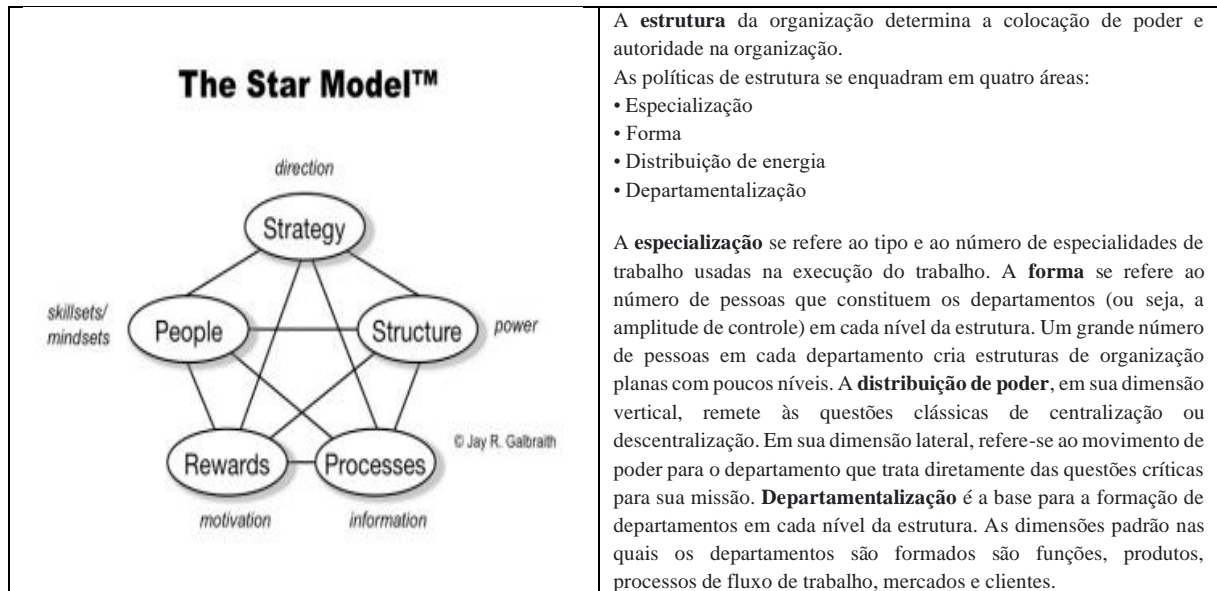 The Star Model™
direction
Strategy
skillsets/
mindsets
People
Structure
power
© Jay R. Galbraith
Rewards
Processes
motivation
information
A estrutura da organização determina a colocação de poder e
autoridade na organização.
As políticas de estrutura se enquadram em quatro áreas:
• Especialização
• Forma
• Distribuição de energia
• Departamentalização
A especialização se refere ao tipo e ao número de especialidades de
trabalho usadas na execução do trabalho. A forma se refere ao
número de pessoas que constituem os departamentos (ou seja, a
amplitude de controle) em cada nível da estrutura. Um grande número
de pessoas em cada departamento cria estruturas de organização
planas com poucos níveis. A distribuição de poder, em sua dimensão
vertical, remete às questões clássicas de centralização ou
descentralização. Em sua dimensão lateral, refere-se ao movimento de
poder para o departamento que trata diretamente das questões críticas
para sua missão. Departamentalização é a base para a formação de
departamentos em cada nível da estrutura. As dimensões padrão nas
quais os departamentos são formados são funções, produtos,
processos de fluxo de trabalho, mercados e clientes.